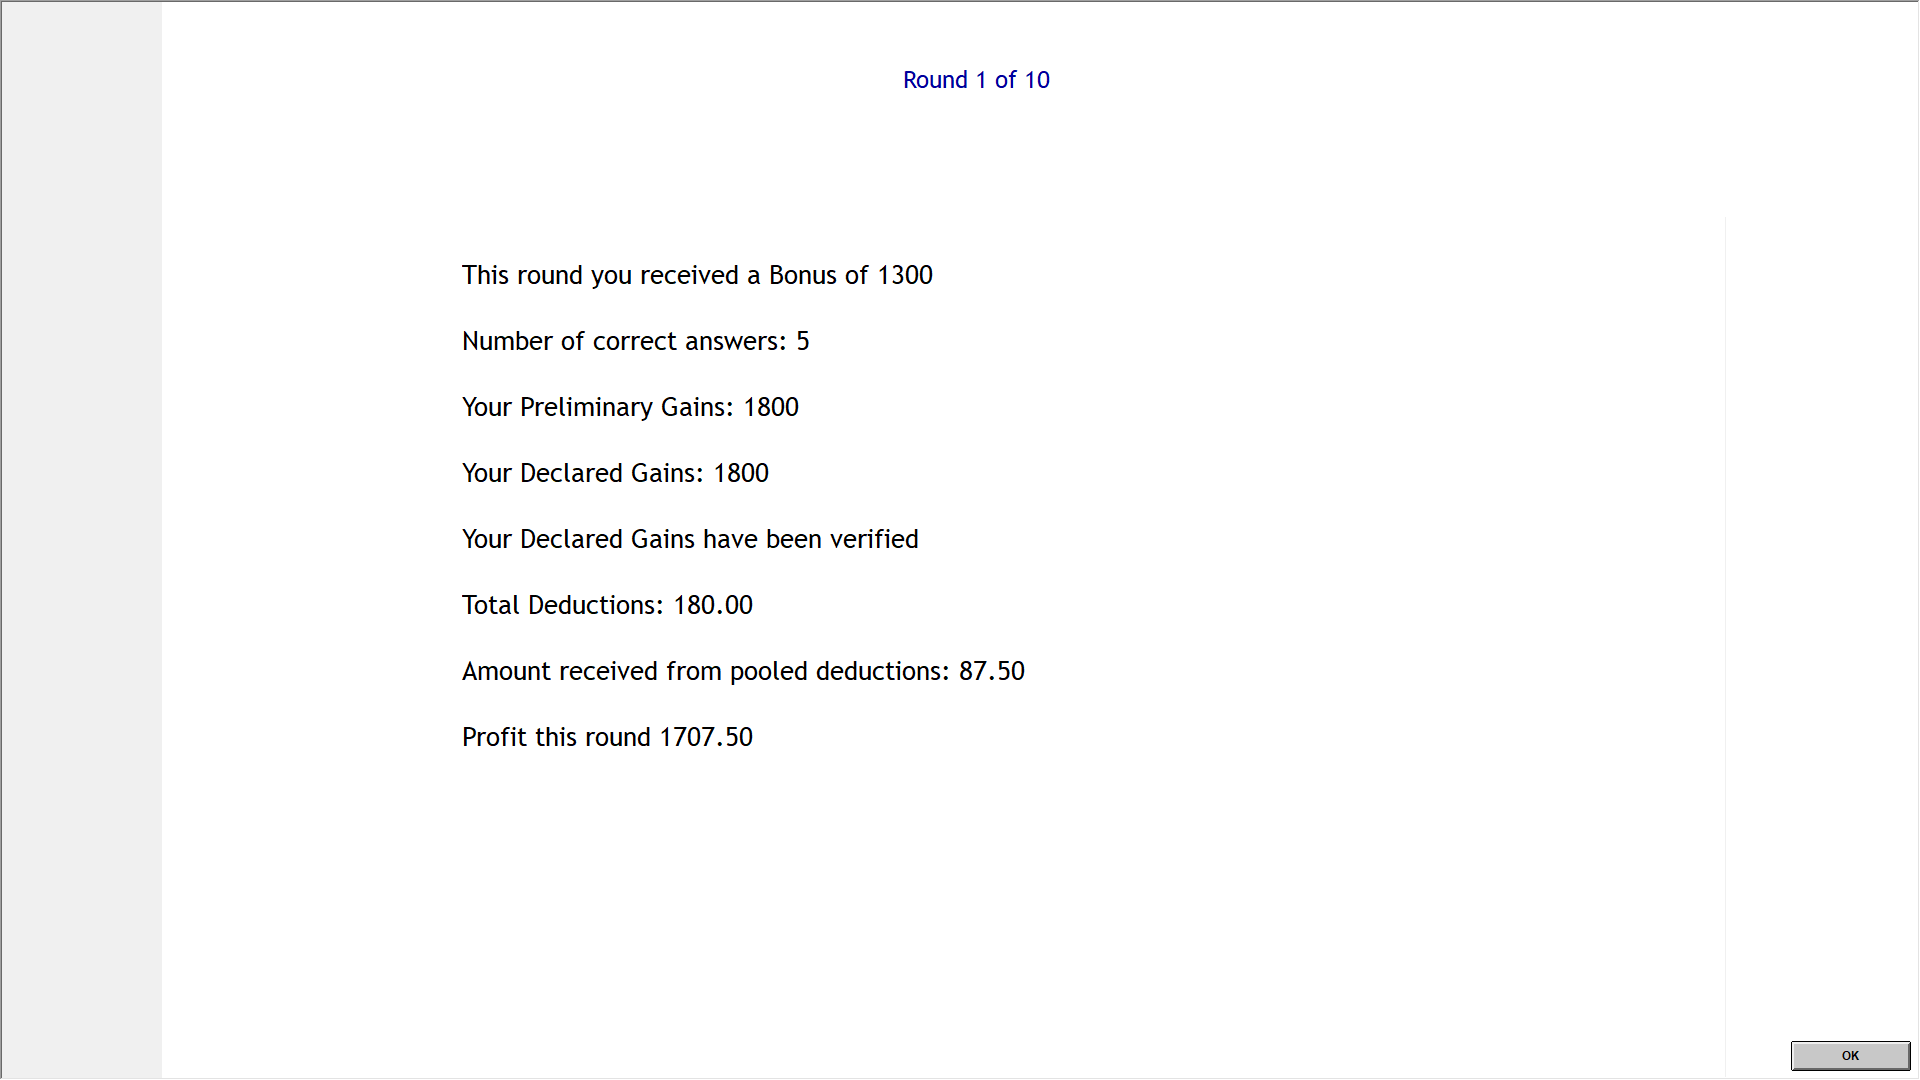 Round 1 of 10
This round you received a Bonus of 1300
Number of correct answers: 5
Your Preliminary Gains: 1800
Your Declared Gains: 1800
Your Declared Gains have been verified
Total Deductions: 180.00
Amount received from pooled deductions: 87.50
Profit this round 1707.50
OK